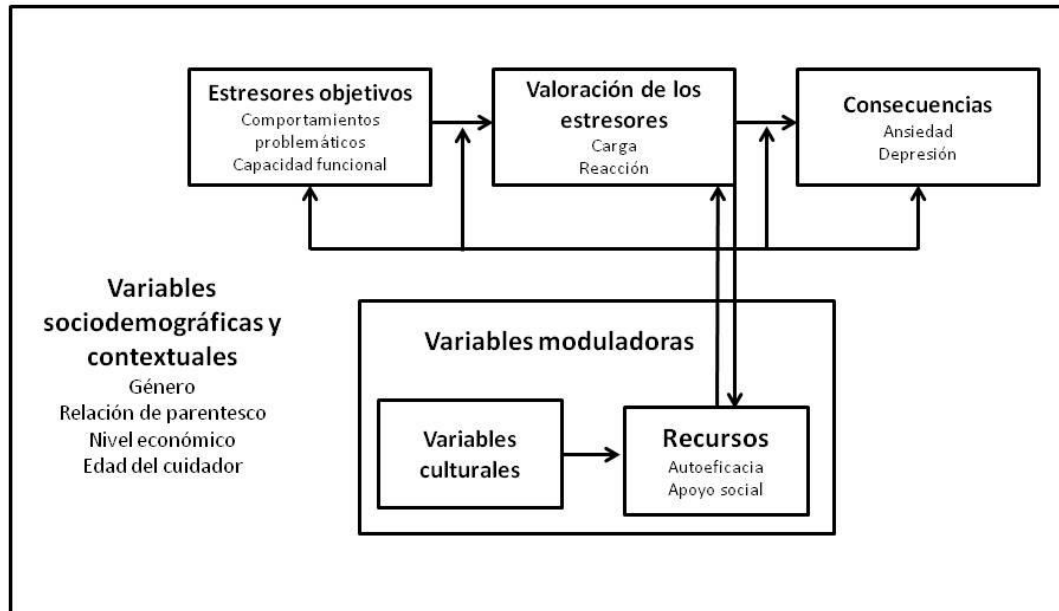 Estresores objetivos
Comportamientos
problemáticos
Capacidad funcional
Valoración de los
estresores
Carga
Reacción
Consecuencias
Ansiedad
Depresión
Variables
sociodemográficas y
contextuales
Género
Relación de parentesco
Nivel económico
Edad del cuidador
Variables moduladoras
Variables
culturales
Recursos
Autoeficacia
Apoyo social